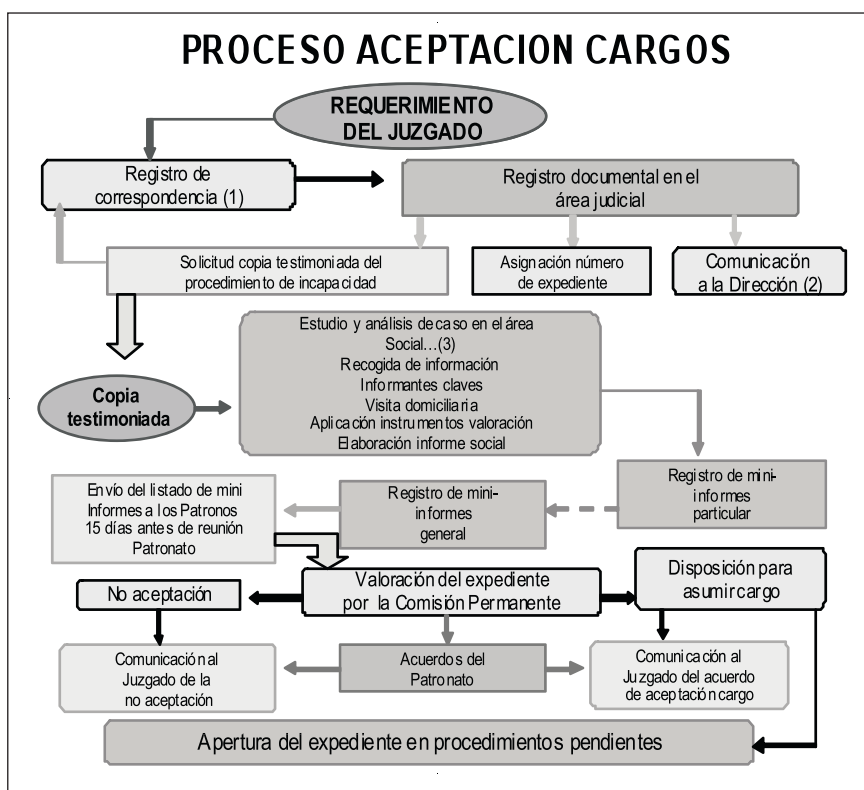 PROCESO ACEPTACION CARGOS
REQUERIMIENTO
DEL JUZGADO
Registro de
correspondencia (1)
Registro documental en el
área judicial
Solicitud copia testimoniada del
procedimiento de incapacidad
Asignación número
de expediente
Comunicación
a la Dirección (2)
Estudio y análisis de caso en el área
Social...(3)
Recogida de información
Informantes claves
Visita domiciliaria
Aplicación instrumentos valoración
Elaboración informe social
Copia
testimoniada
Envío del listado de mini
Informes a los Patronos
15 días antes de reunión
Patronato
Registro de mini-
informes
general
Registro de mini-
informes
particular
No aceptación
Valoración del expediente
por la Comisión Permanente
Disposición para
asumir cargo
Comunicación al
Juzgado de la
no aceptación
Acuerdos del
Patronato
Comunicación al
Juzgado del acuerdo
de aceptación cargo
Apertura del expediente en procedimientos pendientes